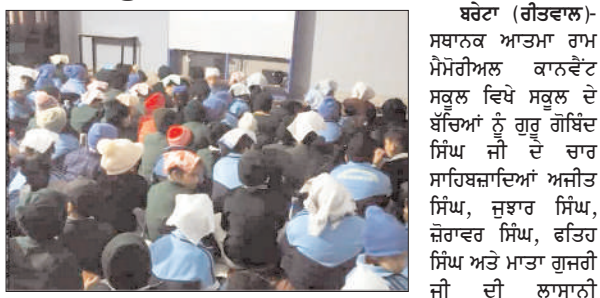 ਬਰੇਟਾ (ਰੀਤਵਾਲ)-
ਸਥਾਨਕ ਆਤਮਾ ਰਾਮ
ਮੈਮੋਰੀਅਲ ਕਾਨਵੈਂਟ
ਸਕੂਲ ਵਿਖੇ ਸਕੂਲ ਦੇ
ਬੱਚਿਆਂ ਨੂੰ ਗੁਰੂ ਗੋਬਿੰਦ
ਸਿੰਘ ਜੀ ਦੇ ਚਾਰ
ਸਾਹਿਬਜ਼ਾਦਿਆਂ ਅਜੀਤ
ਸਿੰਘ, ਜੁਝਾਰ ਸਿੰਘ,
ਜ਼ੋਰਾਵਰ ਸਿੰਘ, ਫਤਿਹ
ਸਿੰਘ ਅਤੇ ਮਾਤਾ ਗੁਜਰੀ
ਜੀ ਦੀ ਲਾਸਾਨੀ